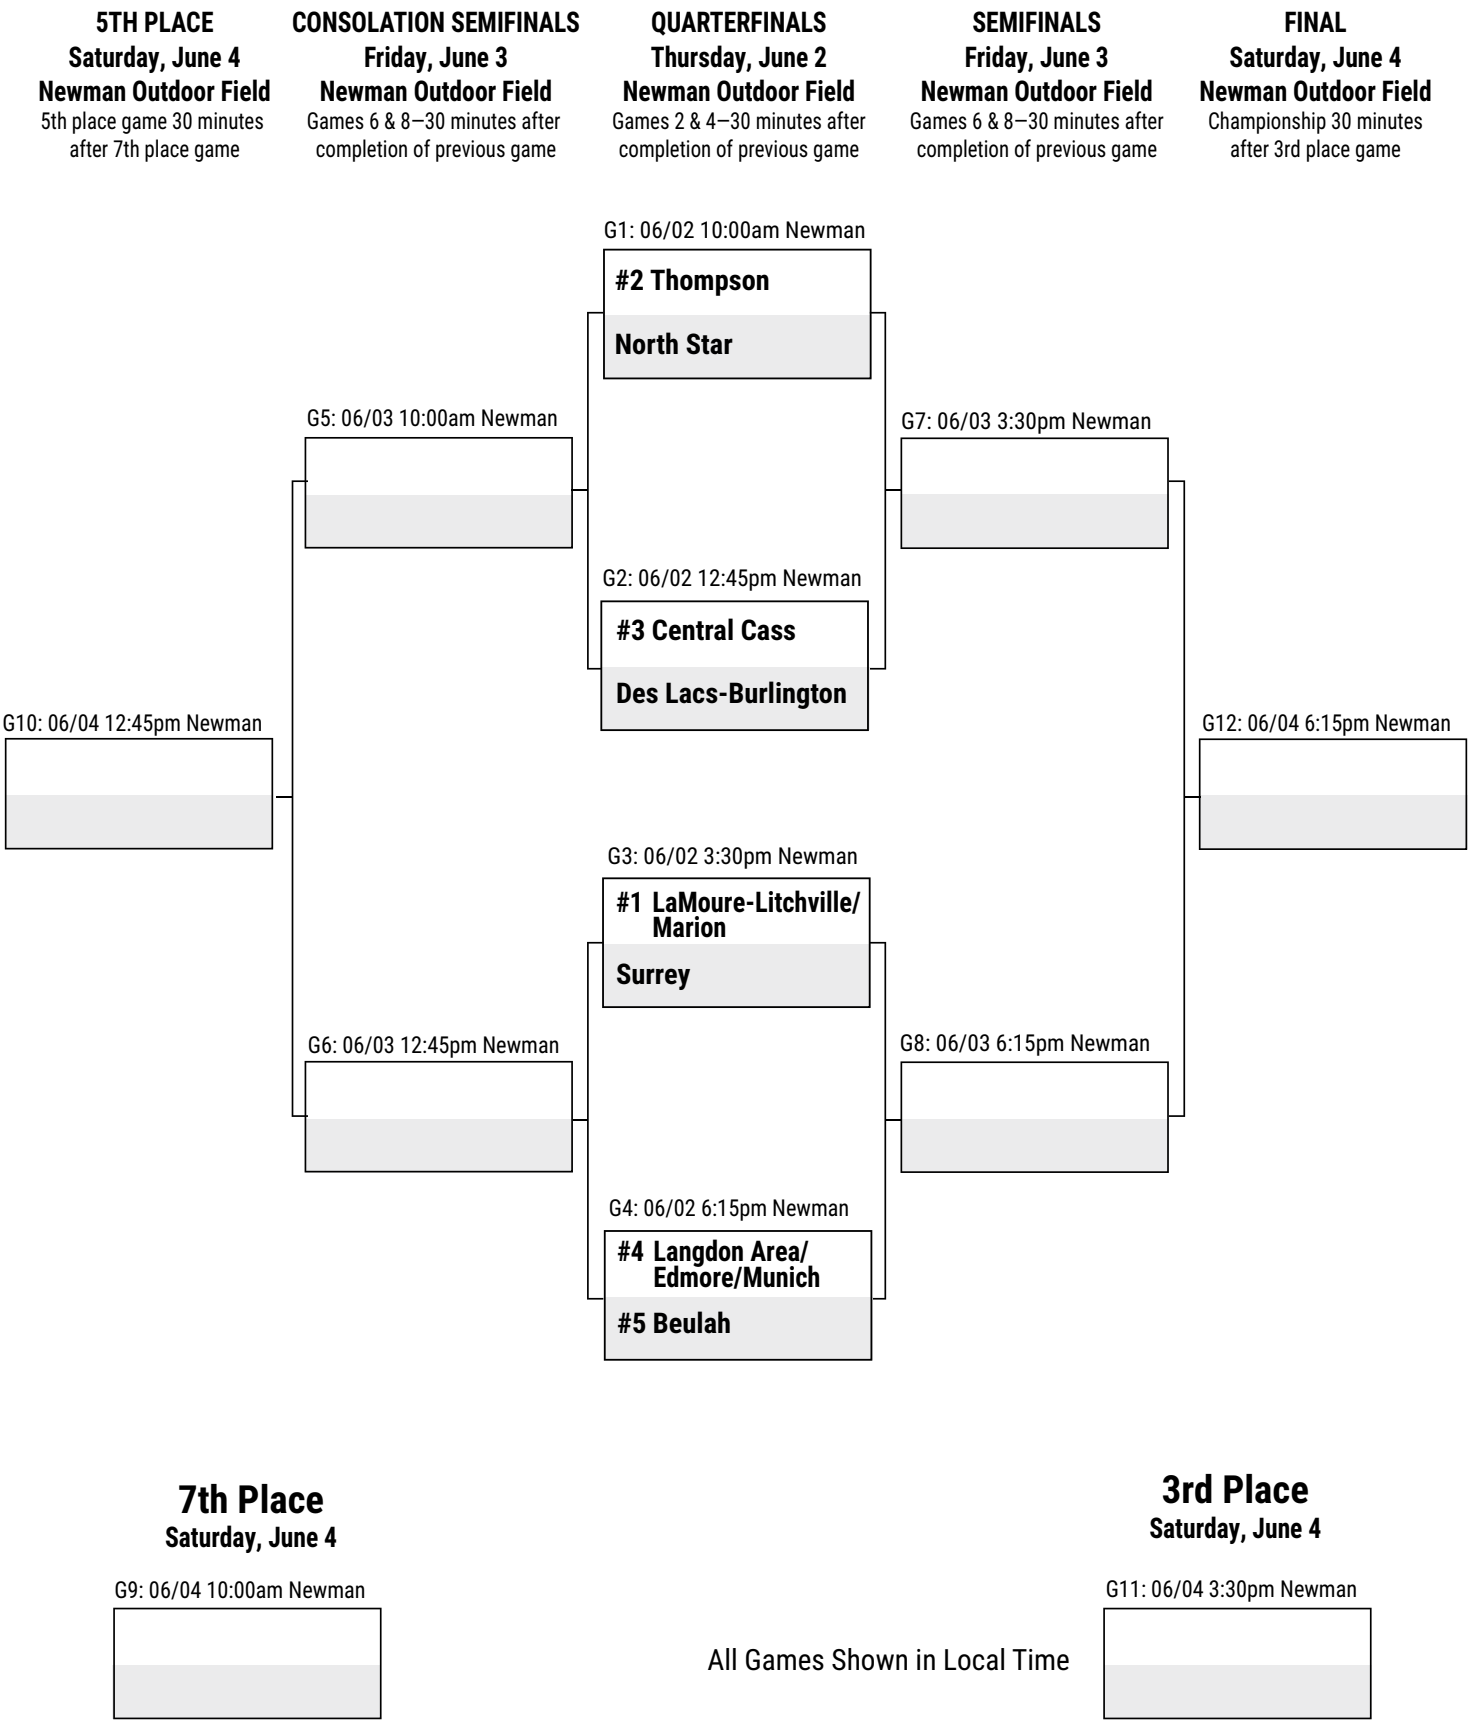 5TH PLACE
Saturday, June 4
Newman Outdoor Field
5th place game 30 minutes
after 7th place game
CONSOLATION SEMIFINALS
Friday, June 3
Newman Outdoor Field
Games 6 & 8—30 minutes after
completion of previous game
QUARTERFINALS
Thursday, June 2
Newman Outdoor Field
Games 2 & 4—30 minutes after
completion of previous game
SEMIFINALS
Friday, June 3
Newman Outdoor Field
Games 6 & 8—30 minutes after
completion of previous game
FINAL
Saturday, June 4
Newman Outdoor Field
Championship 30 minutes
after 3rd place game
G1: 06/02 10:00am Newman
#2 Thompson
North Star
G5: 06/03 10:00am Newman
G7: 06/03 3:30pm Newman
G2: 06/02 12:45pm Newman
#3 Central Cass
Des Lacs-Burlington
G10: 06/04 12:45pm Newman
G12: 06/04 6:15pm Newman
G3: 06/02 3:30pm Newman
#1 LaMoure-Litchville/
Marion
Surrey
G6: 06/03 12:45pm Newman
G8: 06/03 6:15pm Newman
G4: 06/02 6:15pm Newman
#4 Langdon Area/
Edmore/Munich
#5 Beulah
7th Place
Saturday, June 4
G9: 06/04 10:00am Newman
3rd Place
Saturday, June 4
G11: 06/04 3:30pm Newman
All Games Shown in Local Time